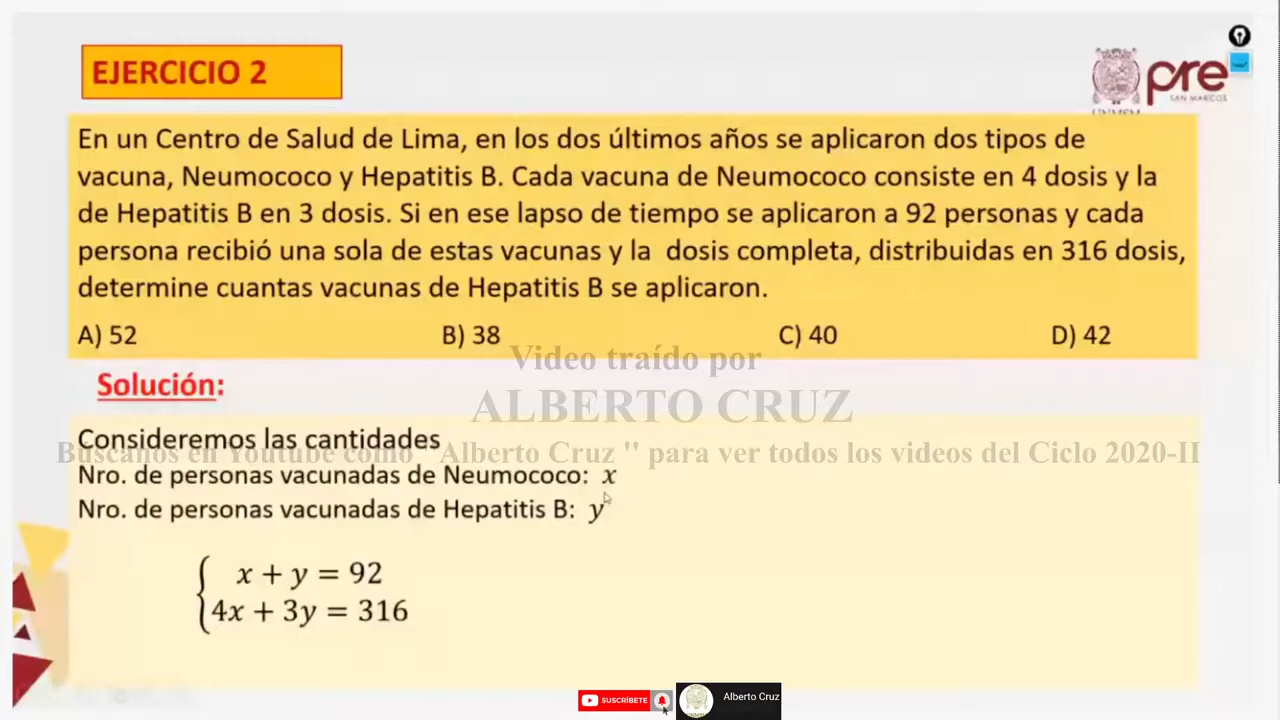 EJERCICIO 2
pre
SAN MARCOS
UNMSM
En un Centro de Salud de Lima, en los dos últimos años se aplicaron dos tipos de
vacuna, Neumococo y Hepatitis B. Cada vacuna de Neumococo consiste en 4 dosis y la
de Hepatitis B en 3 dosis. Si en ese lapso de tiempo se aplicaron a 92 personas y cada
persona recibió una sola de estas vacunas y la dosis completa, distribuidas en 316 dosis,
determine cuantas vacunas de Hepatitis B se aplicaron.
A) 52 B) 38 C) 40 D) 42
Video traído por
Solución:
ALBERTO CRUZ
Consideremos las cantidades
Buscanos en Youtube como "Alberto Cruz " para ver todos los videos del Ciclo 2020-II
Nro. de personas vacunadas de Neumococo: x
Nro. de personas vacunadas de Hepatitis B: y
x + y = 92
4x + 3y = 316
SUSCRÍBETE
Alberto Cruz